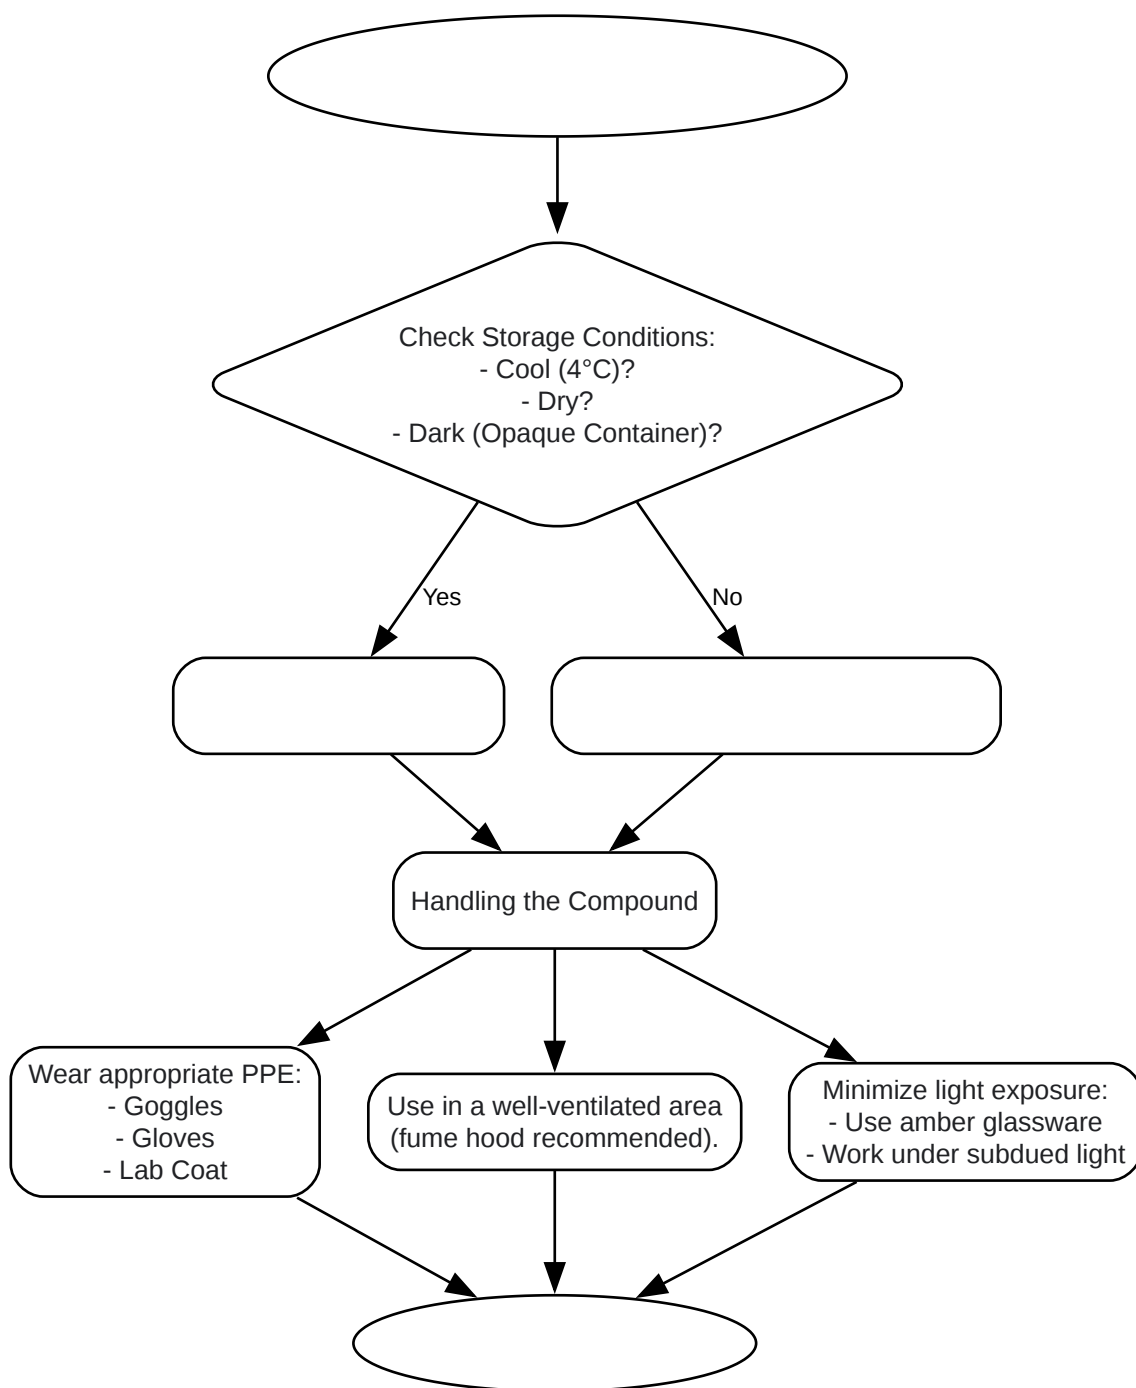 Check Storage Conditions:
- Cool (4°C)?
- Dry?
- Dark (Opaque Container)?
Yes
No
Handling the Compound
Wear appropriate PPE:
- Goggles
- Gloves
- Lab Coat
Use in a well-ventilated area
(fume hood recommended).
Minimize light exposure:
- Use amber glassware
- Work under subdued light